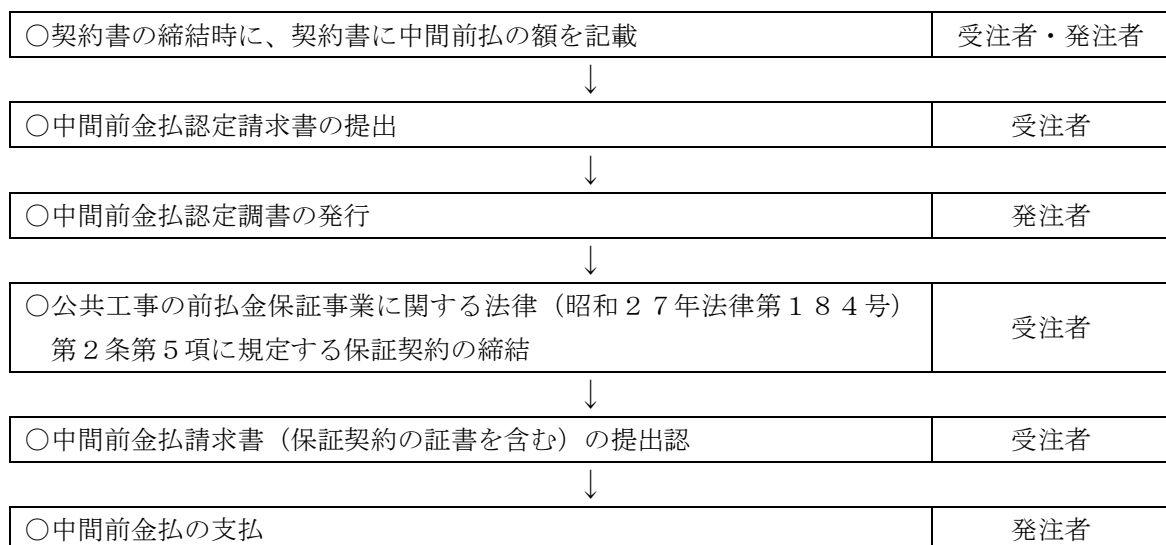 ○契約書の締結時に、契約書に中間前払の額を記載 受注者・発注者
↓
○中間前金払認定請求書の提出 受注者
↓
○中間前金払認定調書の発行 発注者
↓
○公共工事の前払金保証事業に関する法律（昭和２７年法律第１８４号）
第２条第５項に規定する保証契約の締結 受注者
↓
○中間前金払請求書（保証契約の証書を含む）の提出認 受注者
↓
○中間前金払の支払 発注者